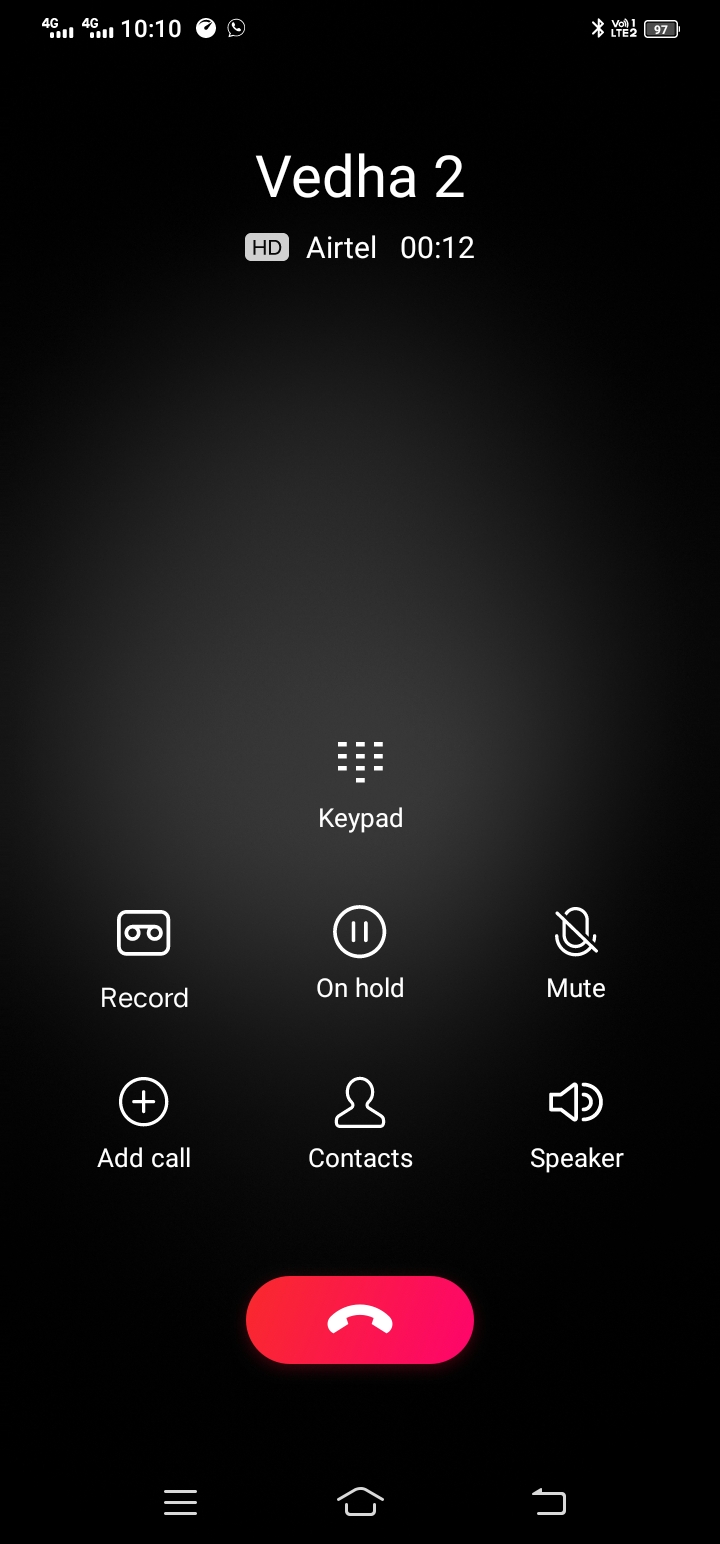 4G 4G 10:10 Vo)) 1 LTE2 97
Vedha 2
HD Airtel 00:12
Keypad
Record On hold Mute
Add call Contacts Speaker